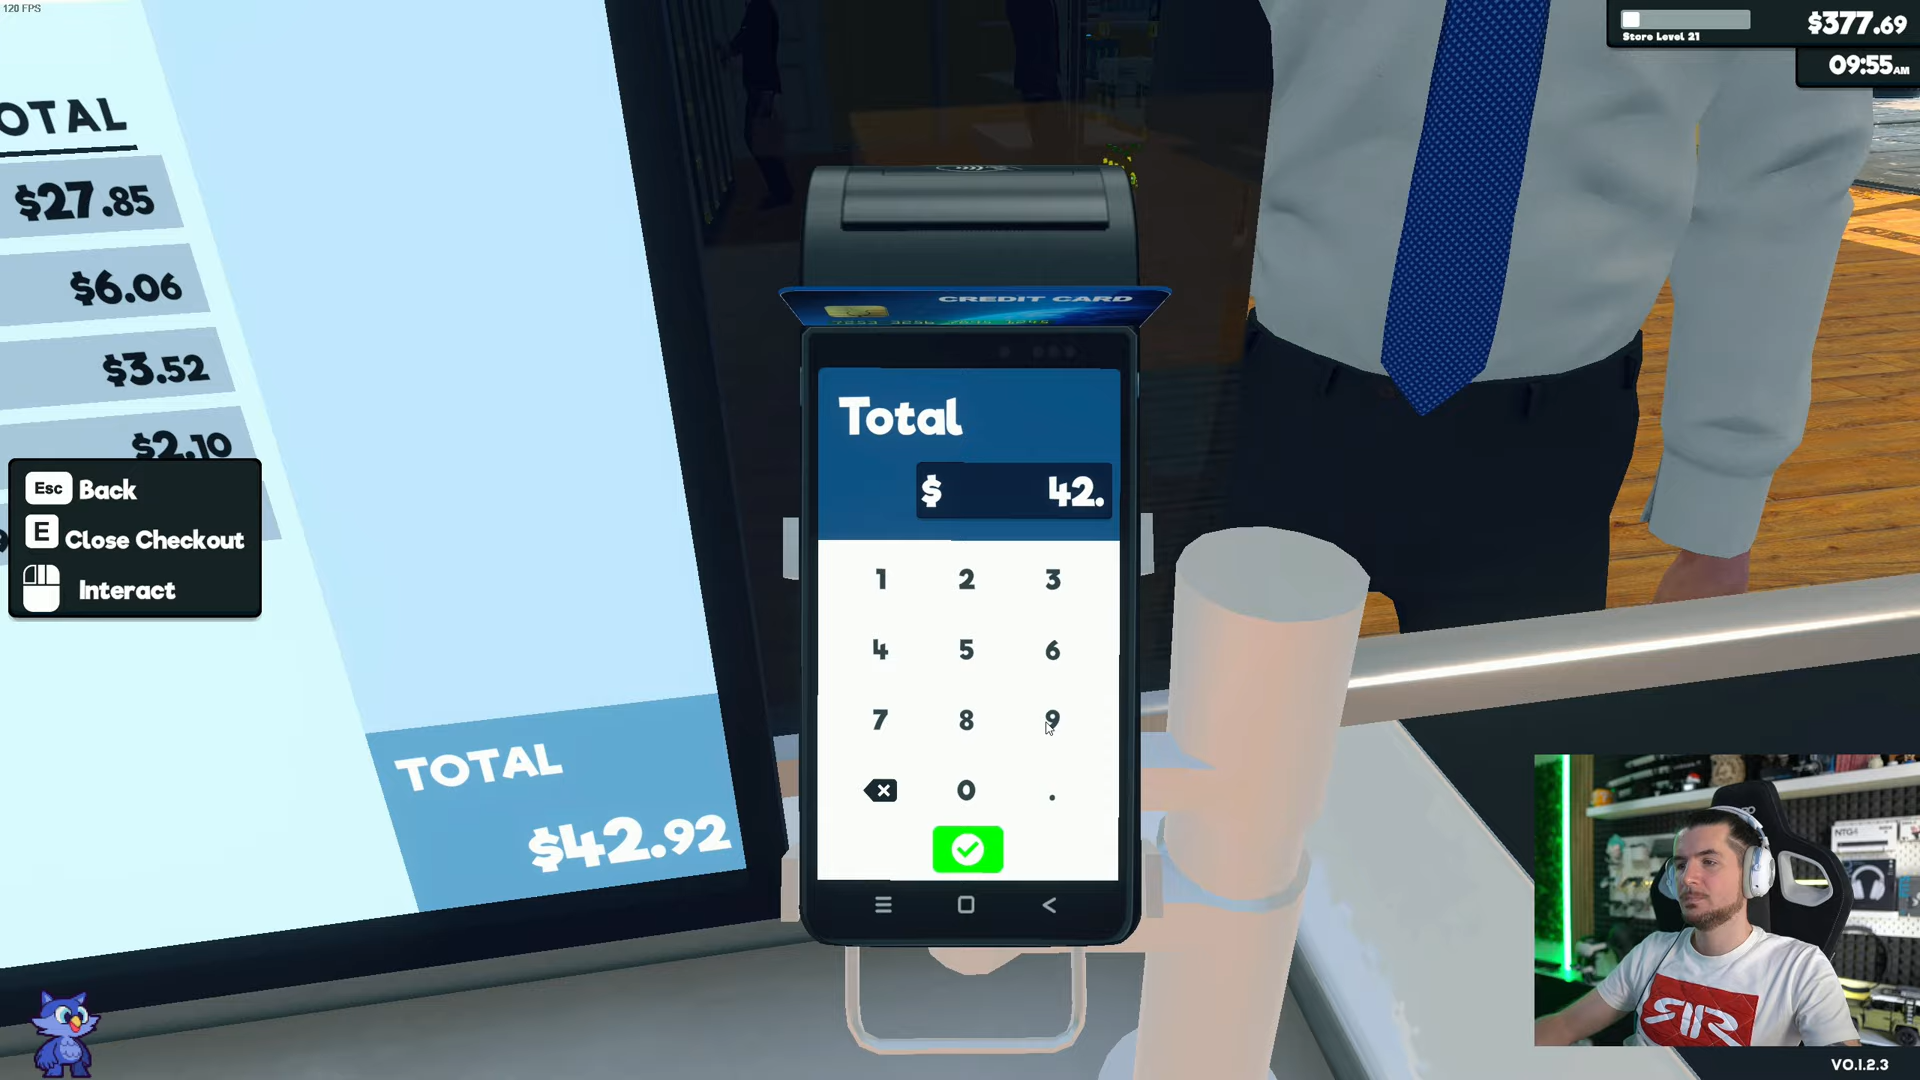 120 FPS
$377.69
Store Level 21
09:55AM
OTAL
$27.85
$6.06
$3.52
$2.10
Esc Back
E Close Checkout
Interact
TOTAL
$42.92
CREDIT CARD
Total
$ 42.
1 2 3
4 5 6
7 8 9
0 .
V0.1.2.3